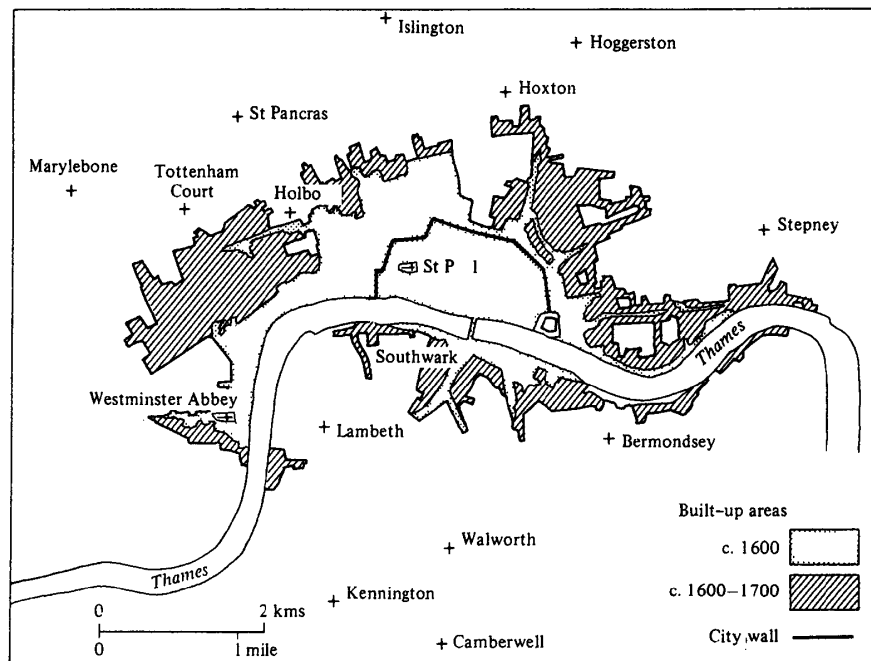 Islington
Hoggerston
Hoxton
St Pancras
Marylebone
Tottenham
Court
Holbo
Stepney
St P l
Thames
Southwark
Westminster Abbey
Lambeth
Bermondsey
Built-up areas
Walworth
c. 1600
Thames
Kennington
c. 1600–1700
0 2 kms
0 1 mile
City wall
Camberwell